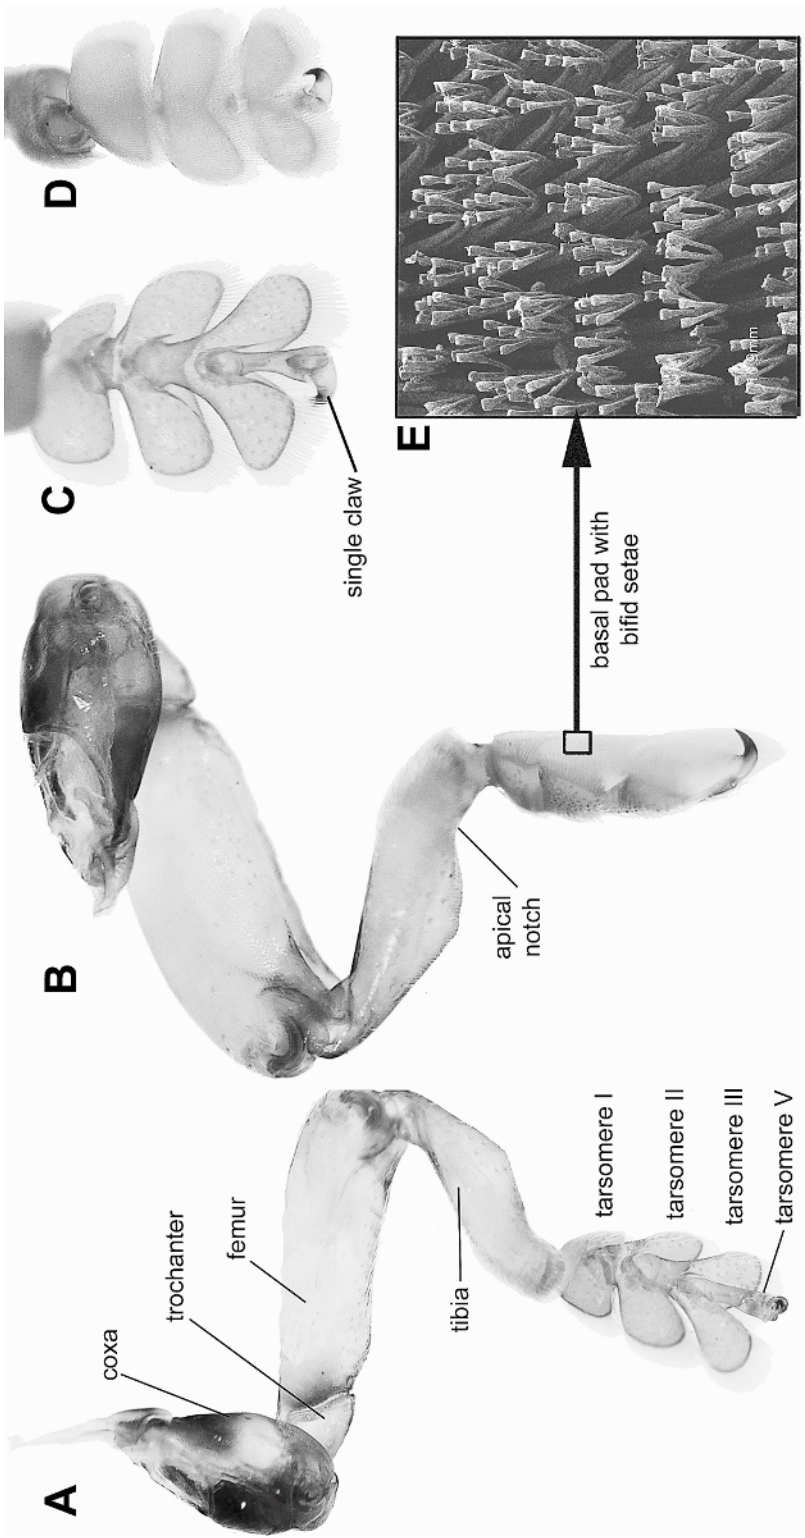 A
coxa
trochanter
femur
tibia
tarsomere I
tarsomere II
tarsomere III
tarsomere V
B
apical
notch
basal pad with
bifid setae
C
single claw
D
E